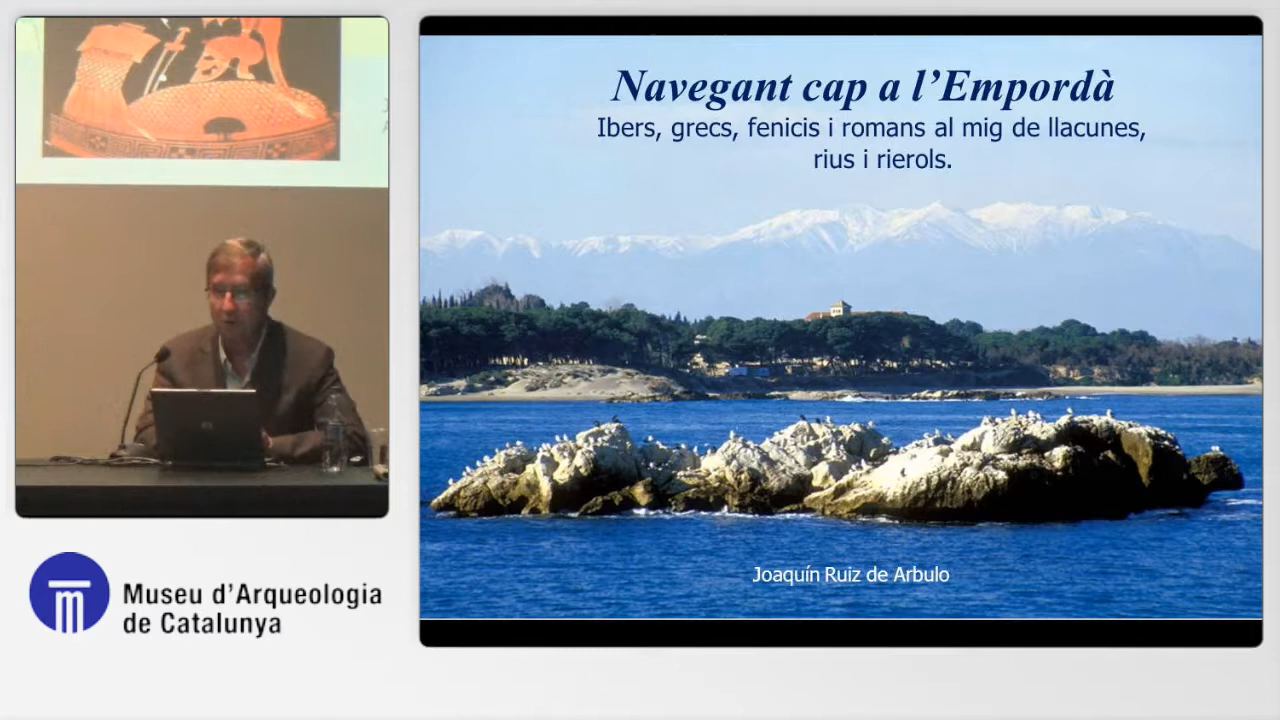 Navegant cap a l'Empordà
Ibers, grecs, fenicis i romans al mig de llacunes,
rius i rierols.
Joaquín Ruiz de Arbulo
Museu d'Arqueologia
de Catalunya